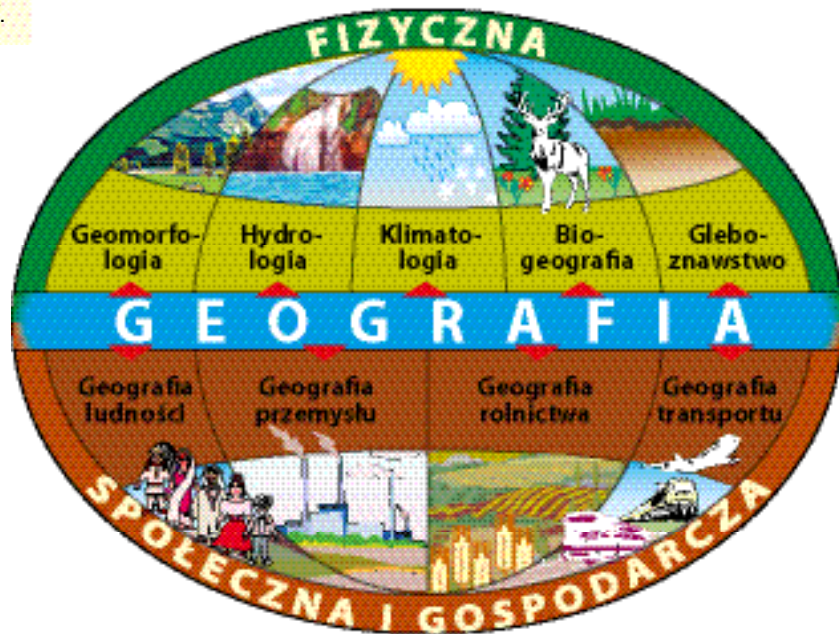 FIZYCZNA
Geomorfo-
logia
Hydro-
logia
Klimato-
logia
Bio-
geografia
Glebo-
znawstwo
GEOGRAFIA
Geografia
ludności
Geografia
przemysłu
Geografia
rolnictwa
Geografia
transportu
SPOŁECZNA I GOSPODARCZA